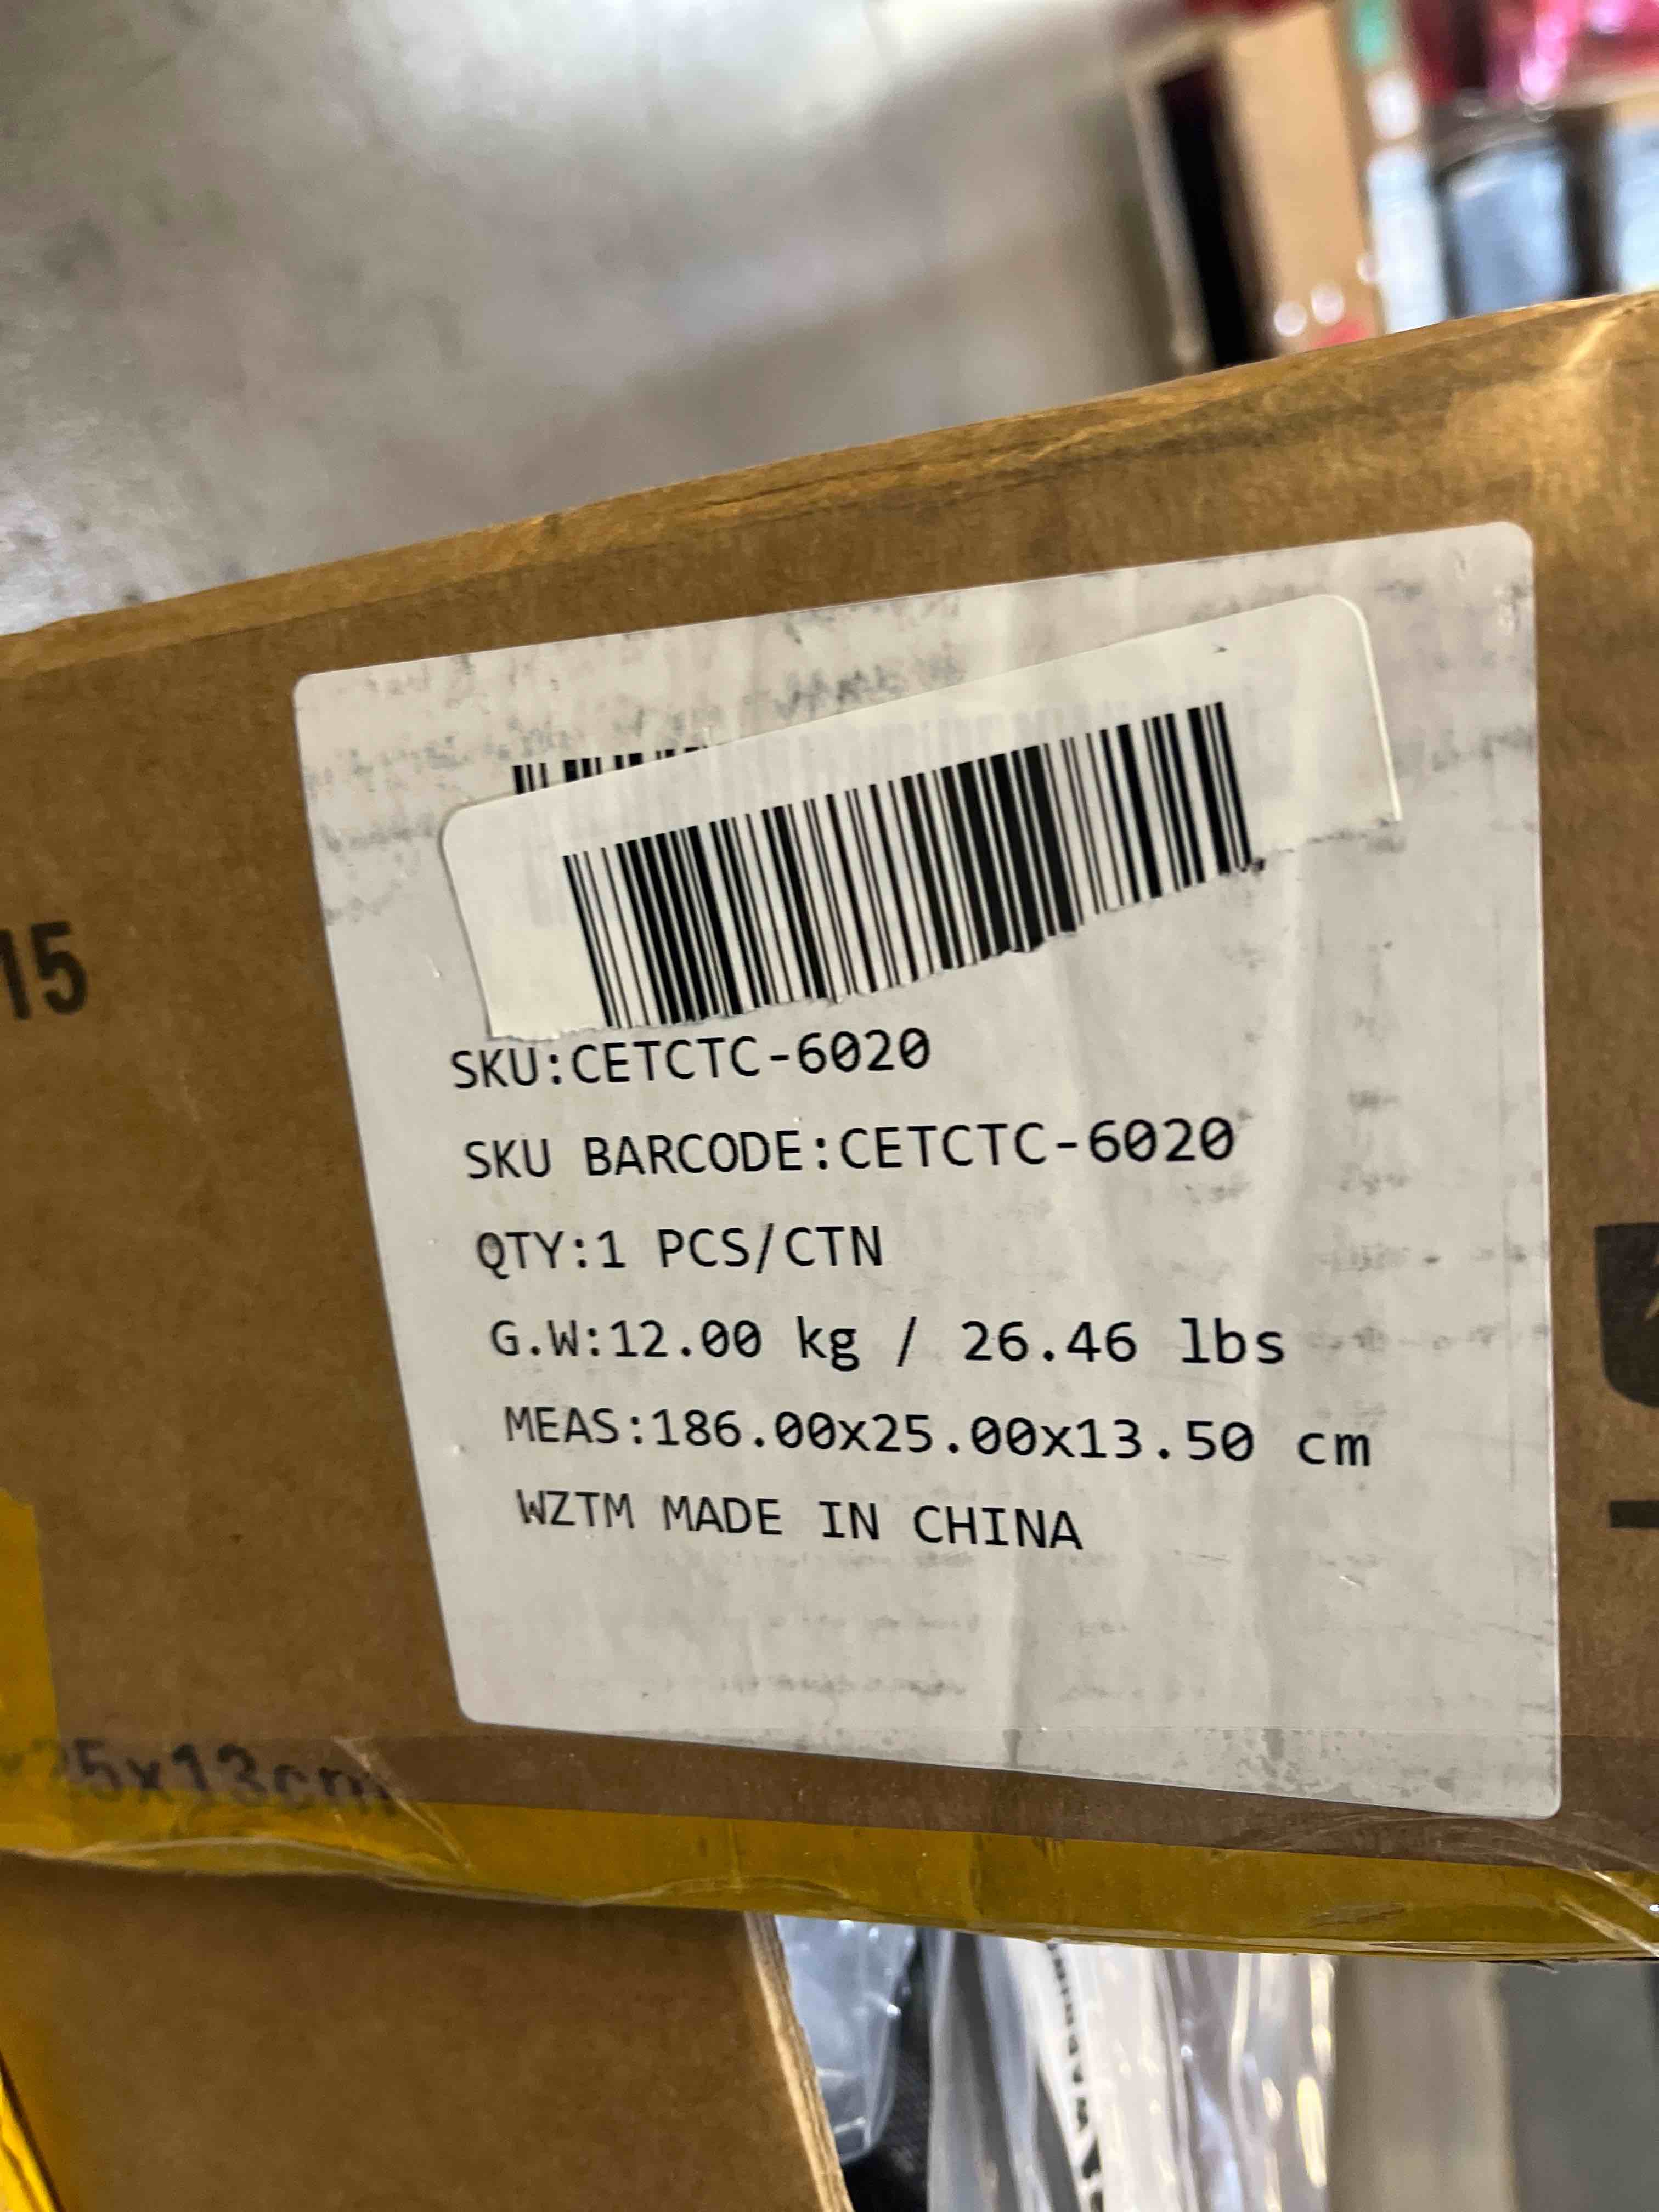 15
SKU:CETCTC-6020
SKU BARCODE:CETCTC-6020
QTY:1 PCS/CTN
G.W:12.00 kg / 26.46 lbs
MEAS:186.00x25.00x13.50 cm
WZTM MADE IN CHINA
x25x13cm